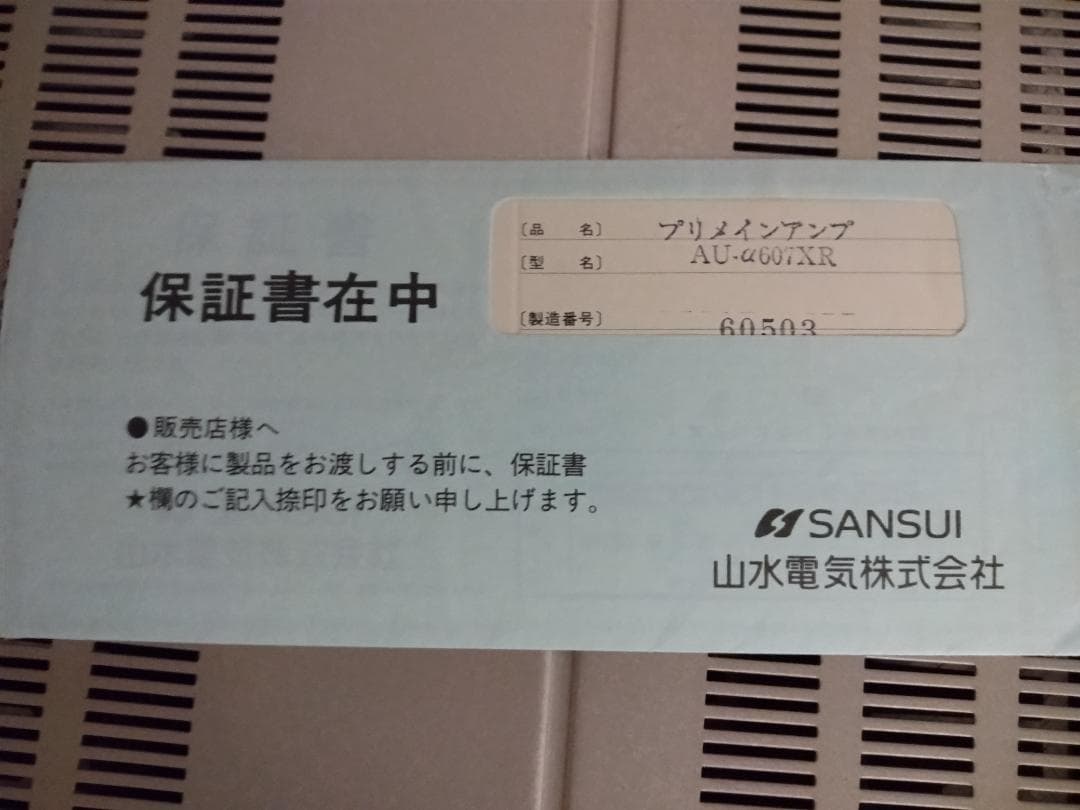 保証書在中
〔品　名〕 プリメインアンプ
〔型　名〕 AU-α607XR
〔製造番号〕 60503
●販売店様へ
お客様に製品をお渡しする前に、保証書
★欄のご記入捺印をお願い申し上げます。
SANSUI
山水電気株式会社